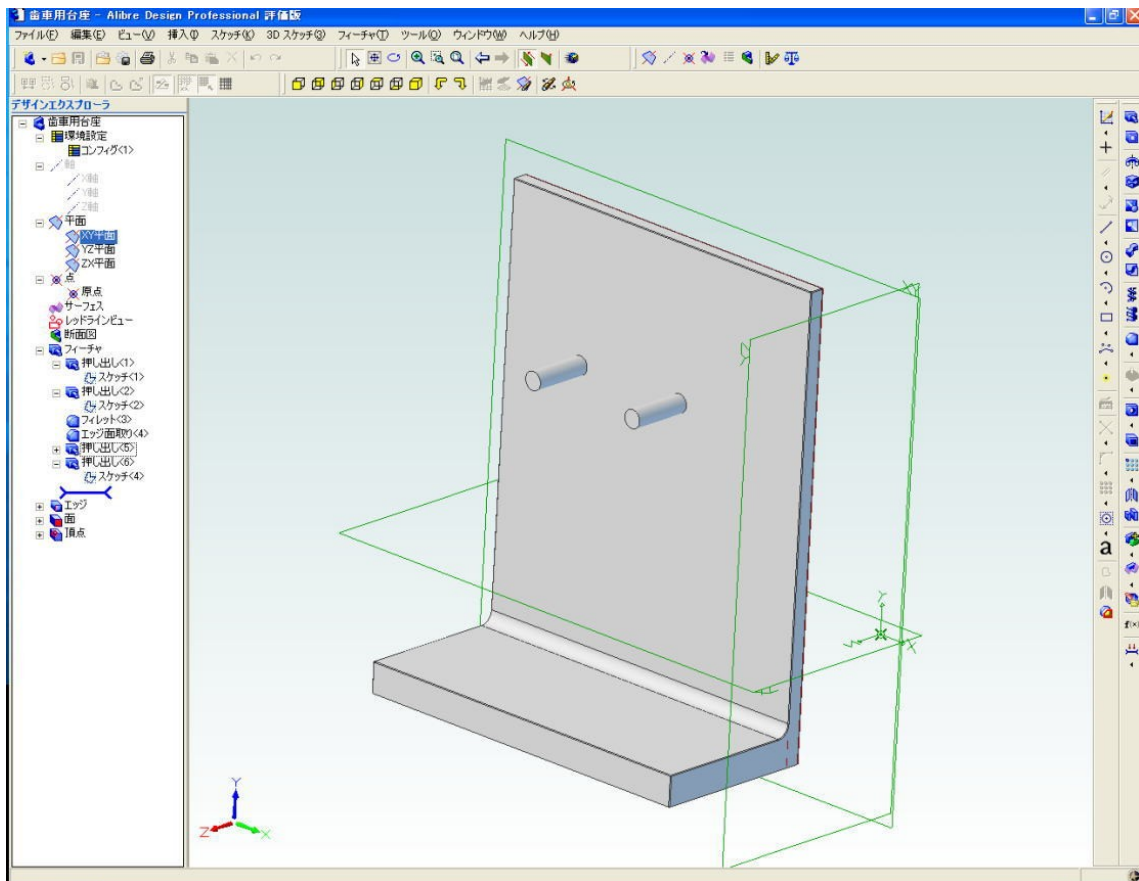 歯車用台座 - Alibre Design Professional 評価版
ファイル(F) 編集(E) ビュー(V) 挿入(I) スケッチ(K) 3D スケッチ(3) フィーチャ(T) ツール(O) ウィンドウ(W) ヘルプ(H)
デザインエクスプローラ
歯車用台座
環境設定
コンフィグ<1>
軸
X軸
Y軸
Z軸
平面
XY平面
YZ平面
ZX平面
点
原点
サーフェス
レッドラインビュー
断面図
フィーチャ
押し出し<1>
スケッチ<1>
押し出し<2>
スケッチ<2>
フィレット<3>
エッジ面取り<4>
押し出し<5>
押し出し<6>
スケッチ<4>
エッジ
面
頂点
Y
Z
X
Y
X
a
f(x)